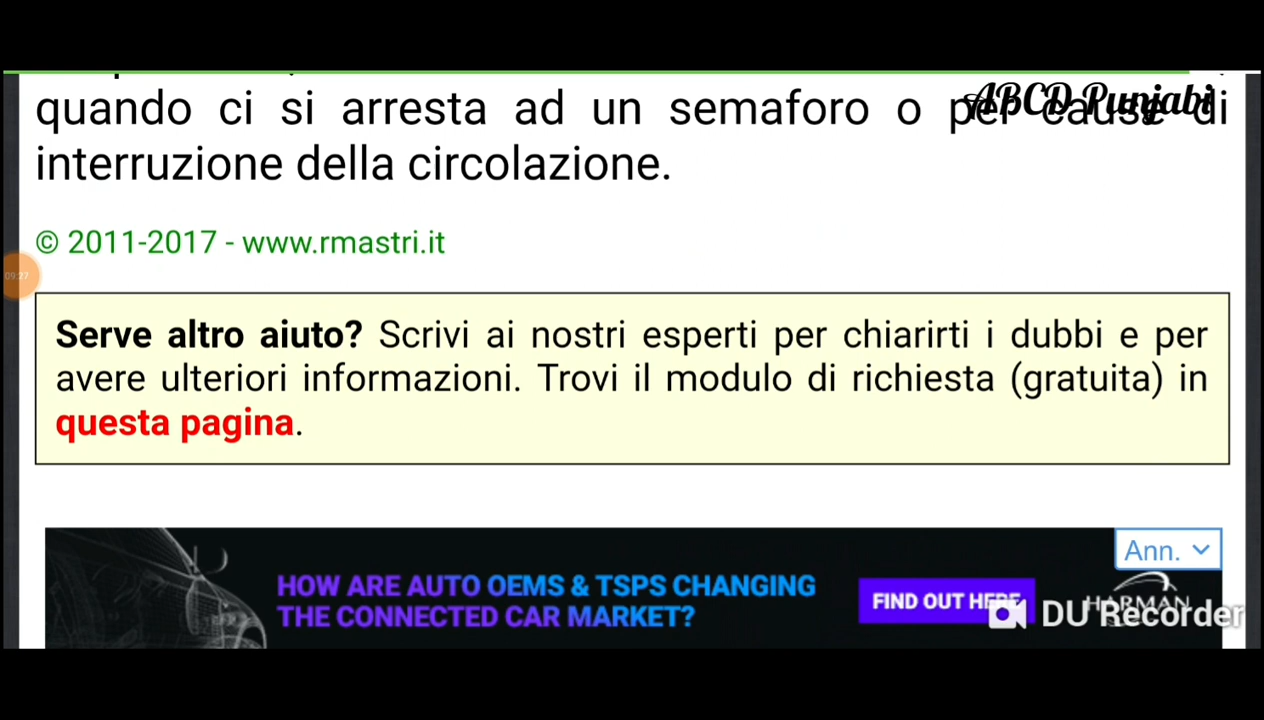 ABCD Punjabi
quando ci si arresta ad un semaforo o per cause di
interruzione della circolazione.
© 2011-2017 - www.rmastri.it
09:27
Serve altro aiuto? Scrivi ai nostri esperti per chiarirti i dubbi e per
avere ulteriori informazioni. Trovi il modulo di richiesta (gratuita) in
questa pagina.
Ann.
HOW ARE AUTO OEMS & TSPS CHANGING
THE CONNECTED CAR MARKET?
FIND OUT HERE
HARMAN
DU Recorder